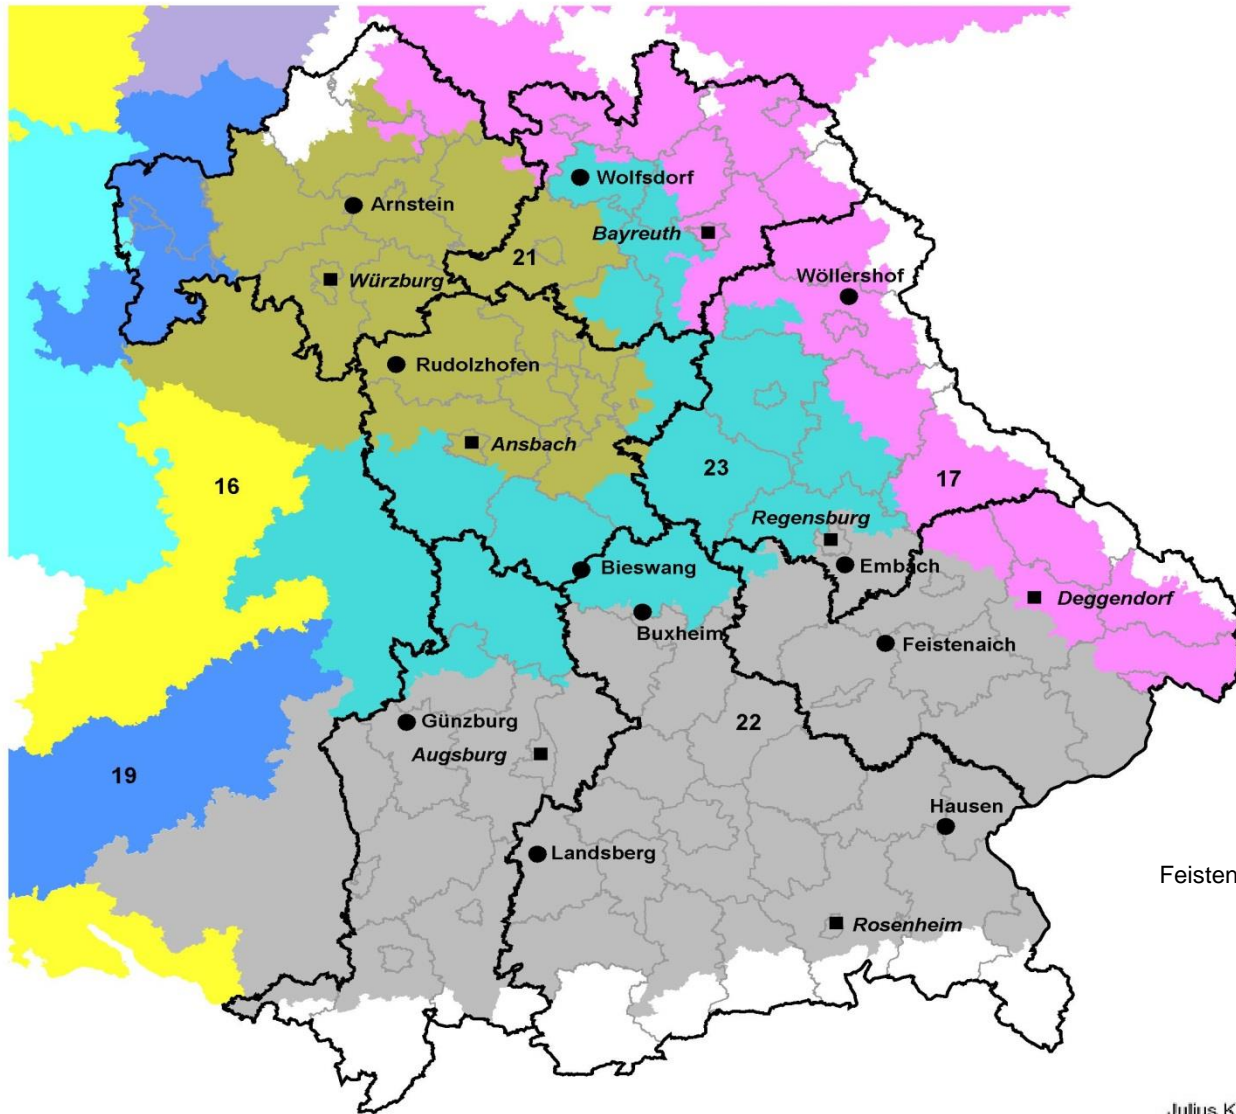 Wolfsdorf
Arnstein
Bayreuth
21
Wöllershof
Würzburg
Rudolzhofen
Ansbach
23
17
16
Regensburg
Bieswang
Embach
Deggendorf
Buxheim
Feistenaich
Günzburg
22
Augsburg
19
Hausen
Landsberg
Feisten
Rosenheim
Julius K